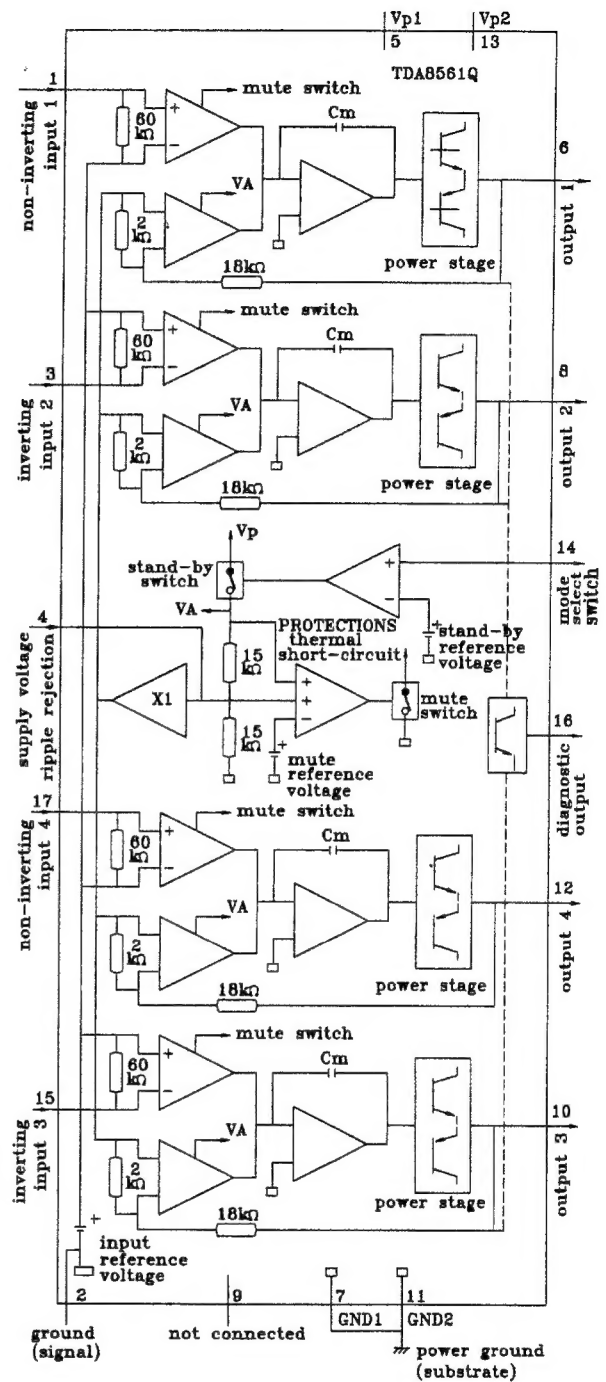 Vp1 Vp2
5 13
TDA8561Q
1
non-inverting
input 1
+
−
60
kΩ
mute switch
Cm
VA
2
kΩ
18kΩ
power stage
6
output 1
mute switch
+
−
60
kΩ
Cm
3
inverting
input 2
VA
2
kΩ
18kΩ
power stage
8
output 2
Vp
stand-by
switch
VA
+
−
14
mode
select
switch
+
stand-by
reference
voltage
4
supply voltage
ripple rejection
X1
15
kΩ
15
kΩ
PROTECTIONS
thermal
short-circuit
+
+
−
mute
switch
+
mute
reference
voltage
16
diagnostic
output
17
non-inverting
input 4
mute switch
+
−
60
kΩ
Cm
VA
2
kΩ
18kΩ
power stage
12
output 4
mute switch
+
−
60
kΩ
Cm
15
inverting
input 3
VA
2
kΩ
18kΩ
power stage
10
output 3
+
input
reference
voltage
2 9 7 11
GND1 GND2
ground
(signal)
not connected
power ground
(substrate)